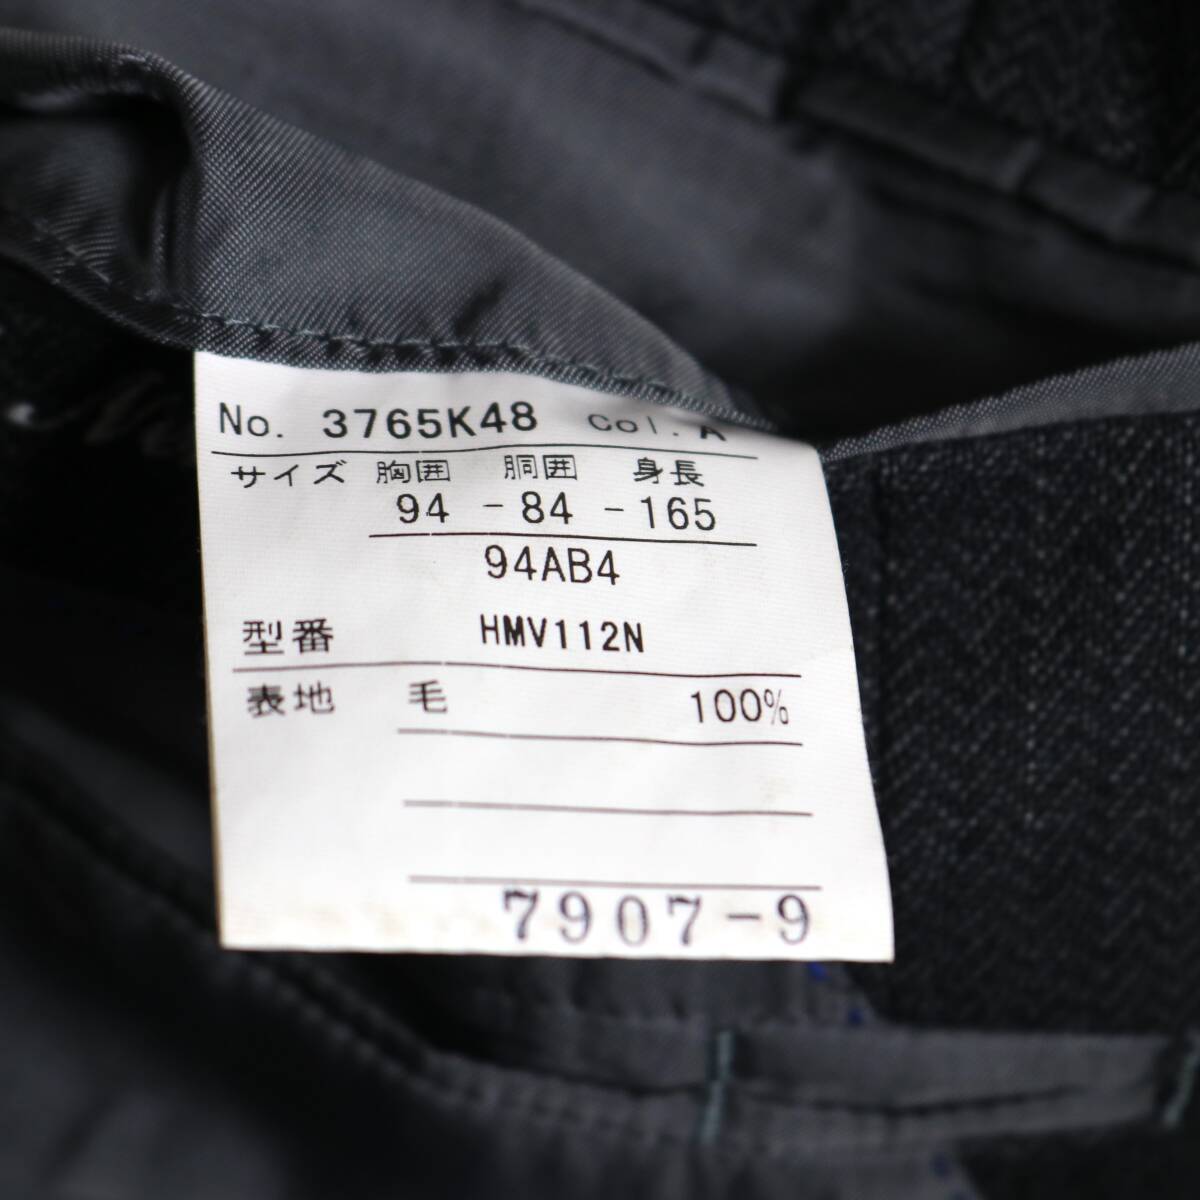 No. 3765K48 Col. A
サイズ 胸囲 胴囲 身長
94 - 84 - 165
94AB4
型番 HMV112N
表地 毛 100%
7907-9